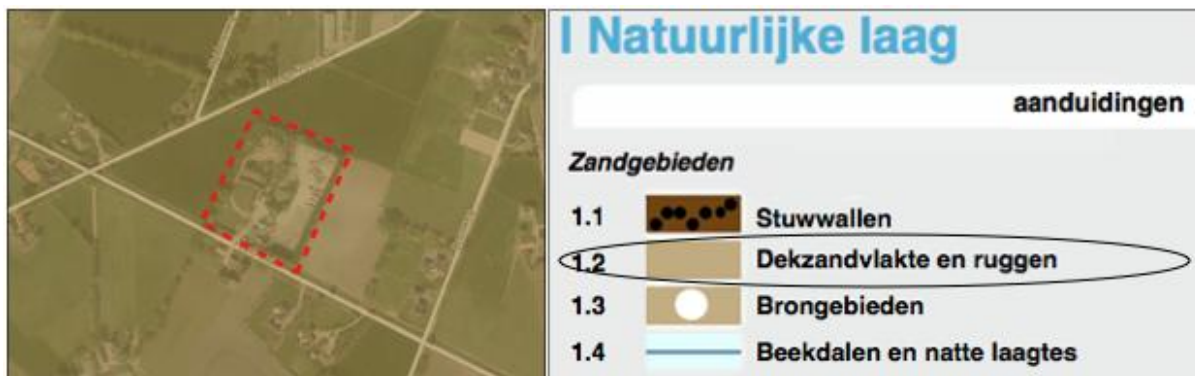 I Natuurlijke laag
aanduidingen
Zandgebieden
1.1 Stuwwallen
1.2 Dekzandvlakte en ruggen
1.3 Brongebieden
1.4 Beekdalen en natte laagtes